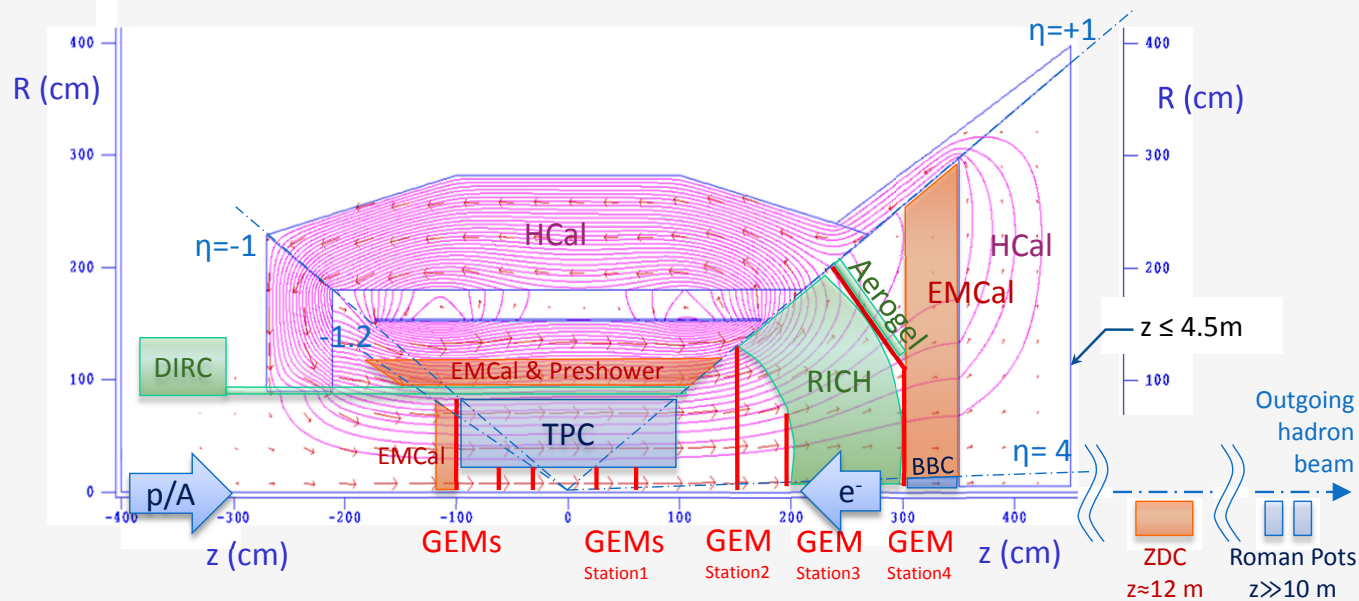 η=+1
400
400
R (cm)
R (cm)
300
300
η=-1
HCal
HCal
200
200
Aerogel
EMCal
z ≤ 4.5m
-1.2
DIRC
EMCal & Preshower
RICH
100
100
Outgoing
hadron
beam
TPC
EMCal
η= 4
BBC
p/A
e-
0
-400
-300
-200
-100
0
100
200
300
400
z (cm)
GEMs
GEMs
Station1
GEM
Station2
GEM
Station3
GEM
Station4
z (cm)
ZDC
z≈12 m
Roman Pots
z≫10 m